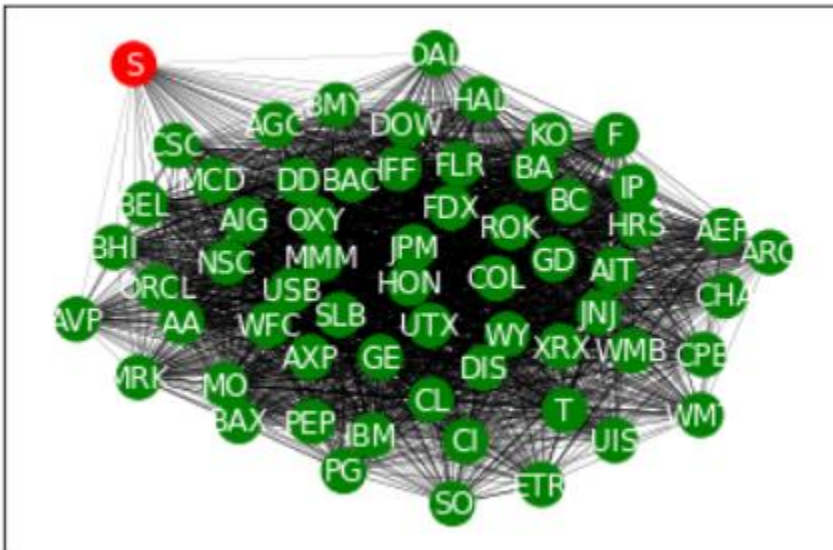 S
DAL
HAL
BMY
AGC
DOW
KO
F
CSC
IFF
FLR
BA
MCD
DD
BAC
IP
BC
BEL
FDX
AIG
OXY
ROK
HRS
AEP
BHI
JPM
ARC
NSC
MMM
GD
AIT
HON
COL
ORCL
USB
CHA
AVP
AA
WFC
SLB
UTX
JNJ
WY
XRX
WMB
CPB
AXP
GE
DIS
MRK
MO
CL
T
WMT
BAX
PEP
IBM
CI
UIS
PG
ETR
SO